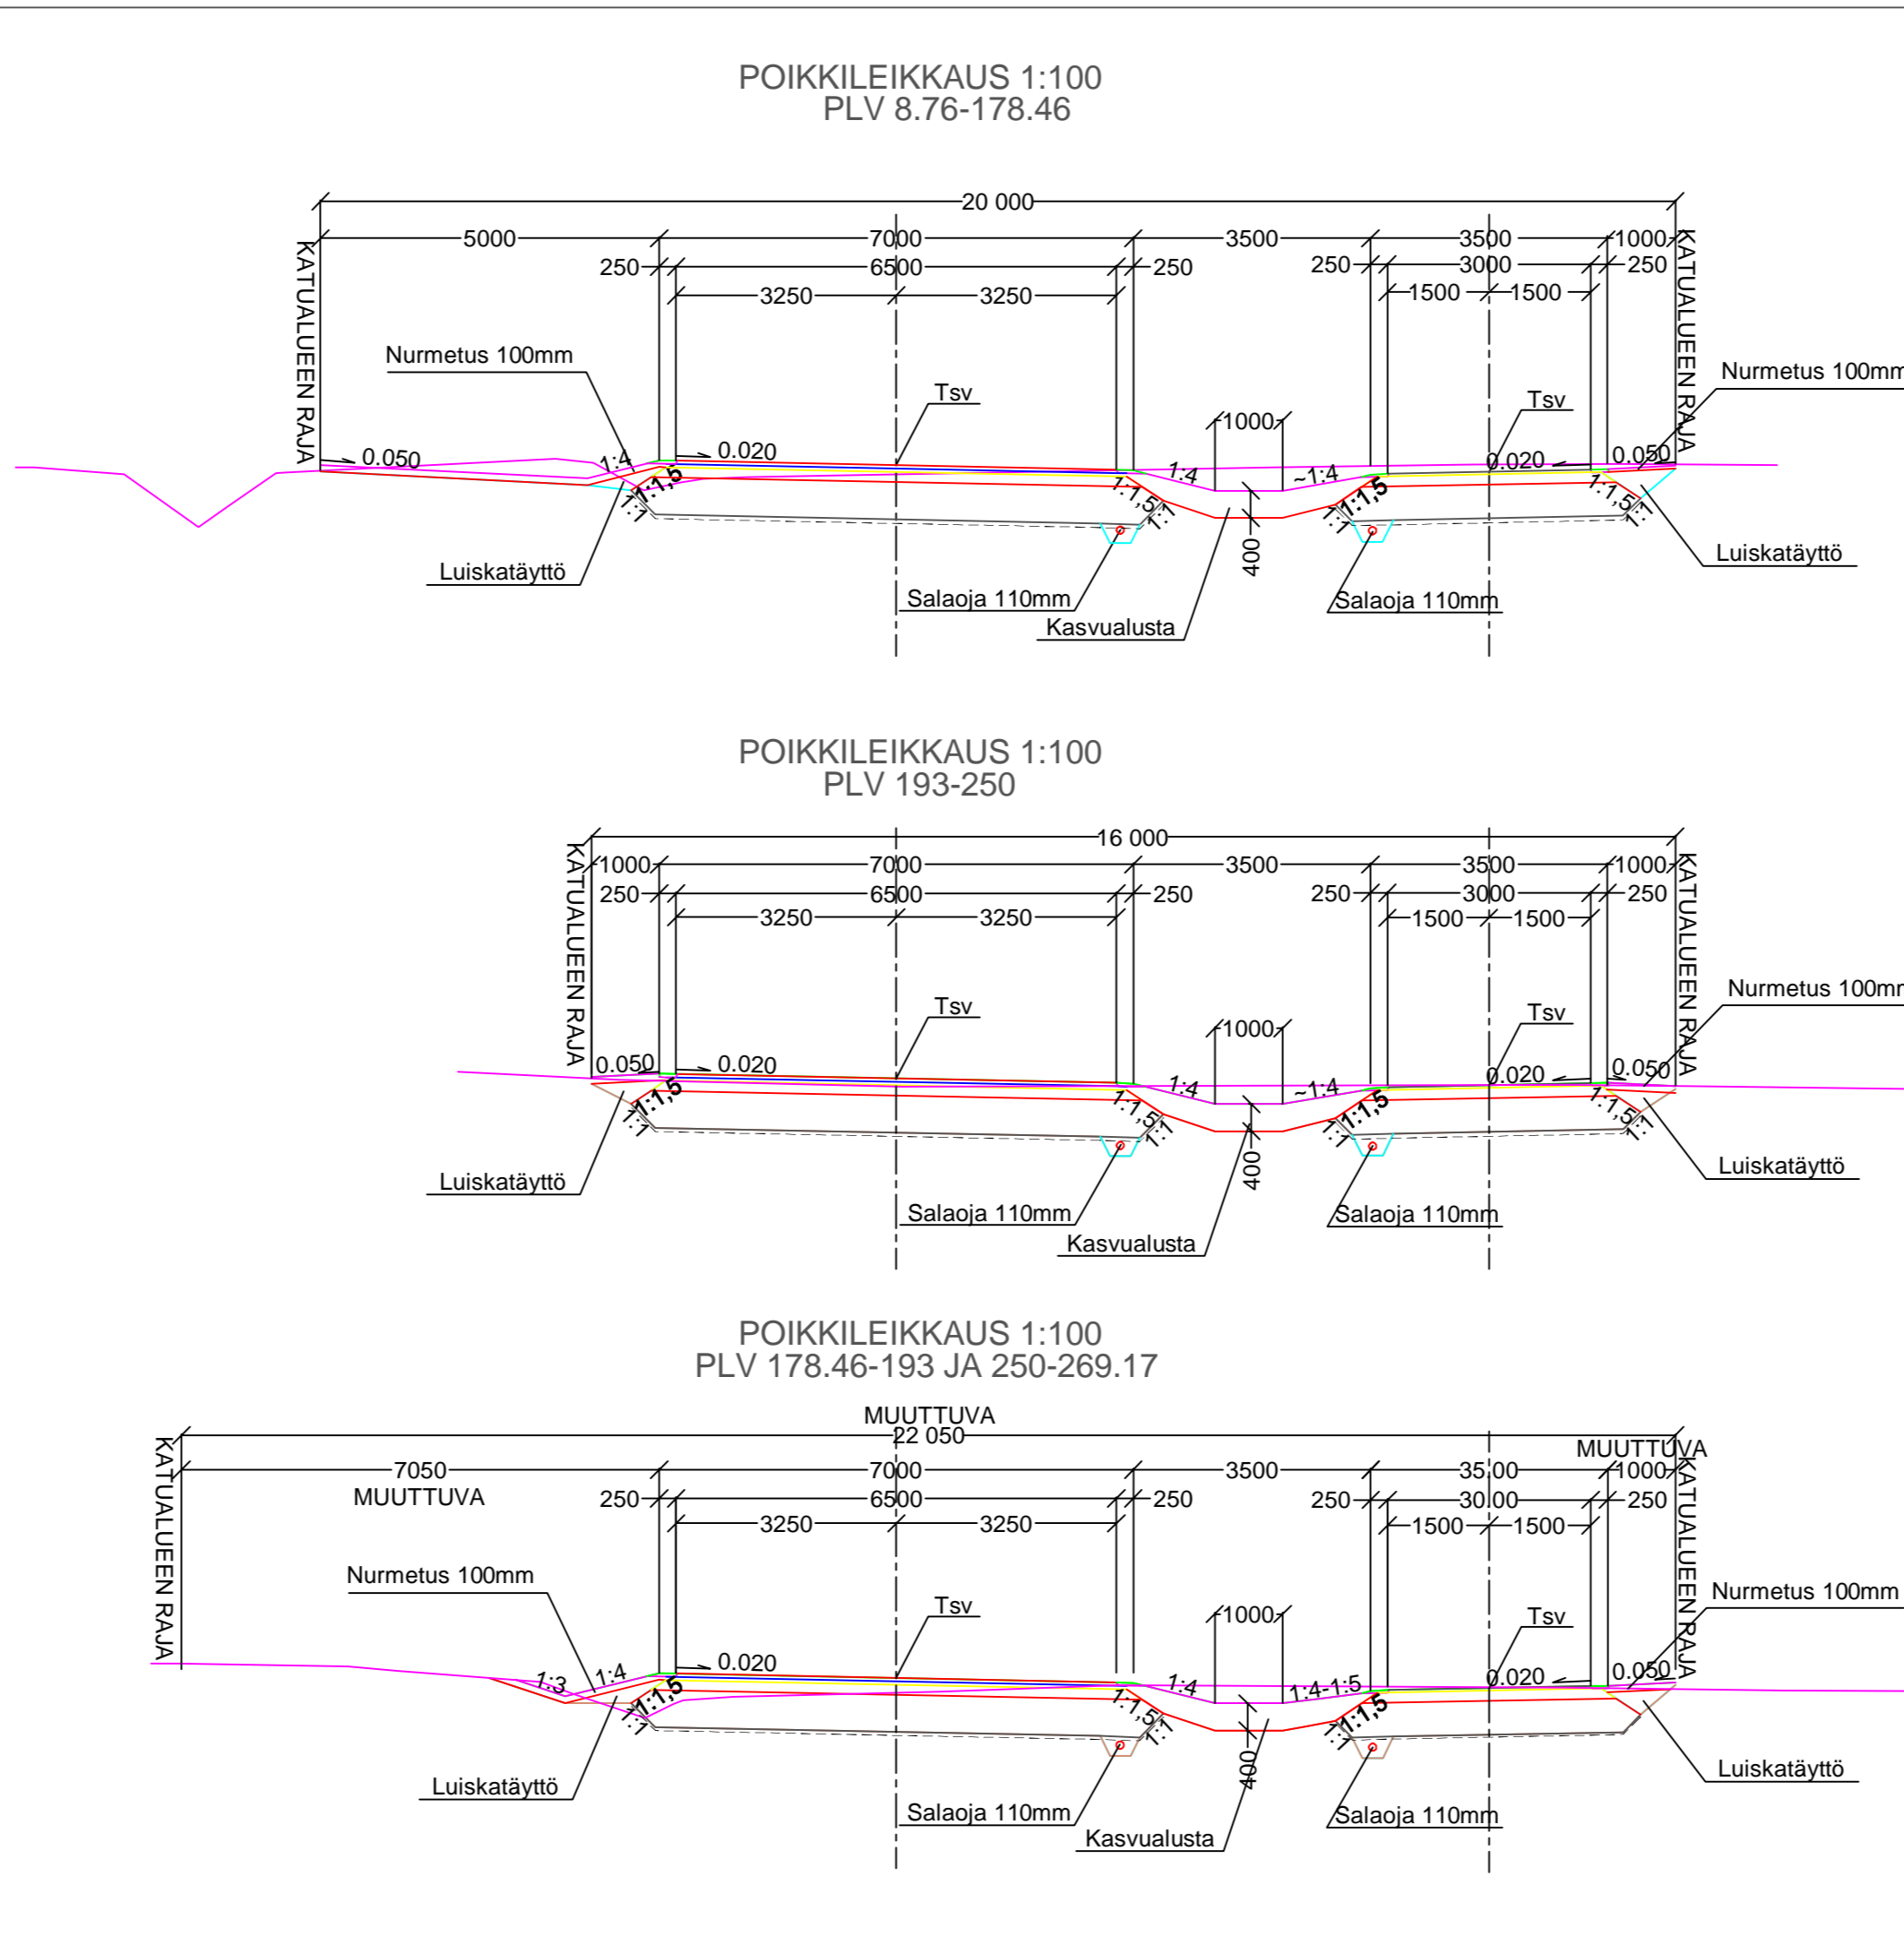 POIKKILEIKKAUS 1:100
PLV 8.76-178.46
20 000
5000 7000 3500 3500 1000
250 6500 250 250 3000 250
3250 3250 1500 1500
KATUALUEEN RAJA
KATUALUEEN RAJA
Nurmetus 100mm
Nurmetus 100mm
Tsv
Tsv
1000
0.050 1:4 0.020 1:4 ~1:4 0.020 0.050
1:1,5 1:1,5 1:1,5 1:1,5
1:1 1:1 1:1 1:1
400
Luiskatäyttö
Luiskatäyttö
Salaoja 110mm
Salaoja 110mm
Kasvualusta
POIKKILEIKKAUS 1:100
PLV 193-250
16 000
1000 7000 3500 3500 1000
250 6500 250 250 3000 250
3250 3250 1500 1500
KATUALUEEN RAJA
KATUALUEEN RAJA
Nurmetus 100mm
Tsv
Tsv
1000
0.050 0.020 1:4 ~1:4 0.020 0.050
1:1,5 1:1,5 1:1,5 1:1,5
1:1 1:1 1:1 1:1
400
Luiskatäyttö
Luiskatäyttö
Salaoja 110mm
Salaoja 110mm
Kasvualusta
POIKKILEIKKAUS 1:100
PLV 178.46-193 JA 250-269.17
MUUTTUVA
22 050
MUUTTUVA
7050 7000 3500 3500 1000
MUUTTUVA
250 6500 250 250 3000 250
3250 3250 1500 1500
KATUALUEEN RAJA
KATUALUEEN RAJA
Nurmetus 100mm
Nurmetus 100mm
Tsv
Tsv
1000
1:3 1:4 0.020 1:4 1:4-1:5 0.020 0.050
1:1,5 1:1,5 1:1,5
1:1 1:1 1:1
400
Luiskatäyttö
Luiskatäyttö
Salaoja 110mm
Salaoja 110mm
Kasvualusta